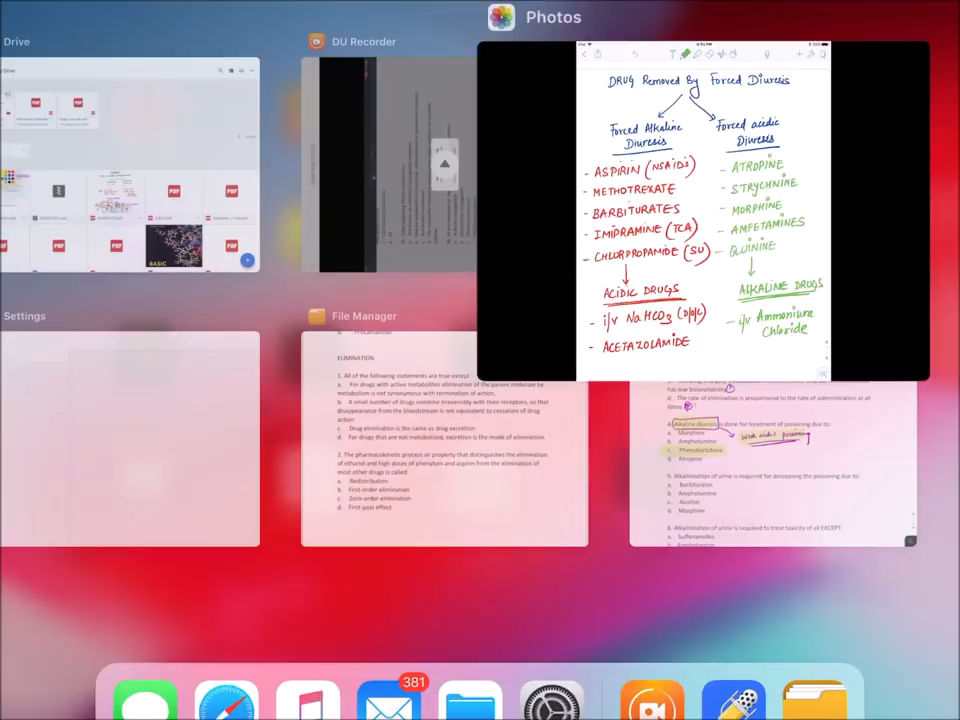 Photos
Drive
DU Recorder
DRUG Removed By Forced Diuresis
Forced Alkaline
Diuresis
- ASPIRIN (NSAIDs)
- METHOTREXATE
- BARBITURATES
- IMIPRAMINE (TCA)
- CHLORPROPAMIDE (SU)
ACIDIC DRUGS
- i/v NaHCO3
- ACETAZOLAMIDE
Forced acidic
Diuresis
- ATROPINE
- STRYCHNINE
- MORPHINE
- AMFETAMINES
- QUININE
ALKALINE DRUGS
- i/v Ammonium
Chloride
Settings
File Manager
ELIMINATION
1. All of the following statements are true except :
a. For drugs with active metabolites elimination of the parent molecule by
metabolism is not synonymous with termination of action.
b. A small number of drugs combine irreversibly with their receptors, so that
disappearance from the bloodstream is not equivalent to cessation of drug
action
c. Drug elimination is the same as drug excretion
d. For drugs that are not metabolized, excretion is the mode of elimination.
2. The pharmacokinetic process or property that distinguishes the elimination
of ethanol and high doses of phenytoin and aspirin from the elimination of
most other drugs is called
a. Redistribution
b. First-order elimination
c. Zero-order elimination
d First-pass effect
has low bioavailability
d. The rate of elimination is proportional to the rate of administration at all
times
4. Alkaline diuresis is done for treatment of poisoning due to:
a. Morphine
b. Amphetamine
c. Phenobarbitone
d. Atropine
weak acidic poisoning
5. Alkalinization of urine is required for decreasing the poisoning due to:
a. Barbiturates
b. Amphetamine
c. Alcohol
d. Morphine
6. Alkalinization of urine is required to treat toxicity of all EXCEPT:
a. Sulfonamides
381